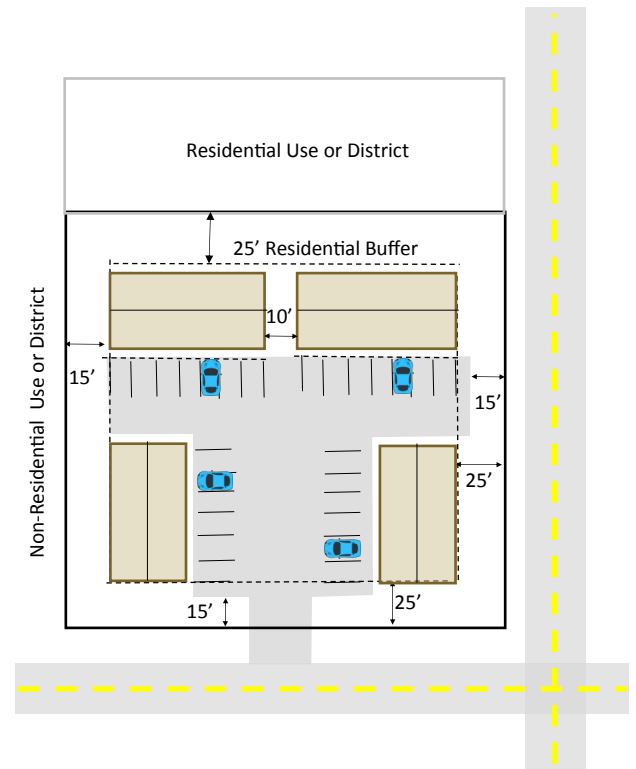 Residential Use or District
25’ Residential Buffer
10’
Non-Residential Use or District
15’
15’
25’
15’
25’